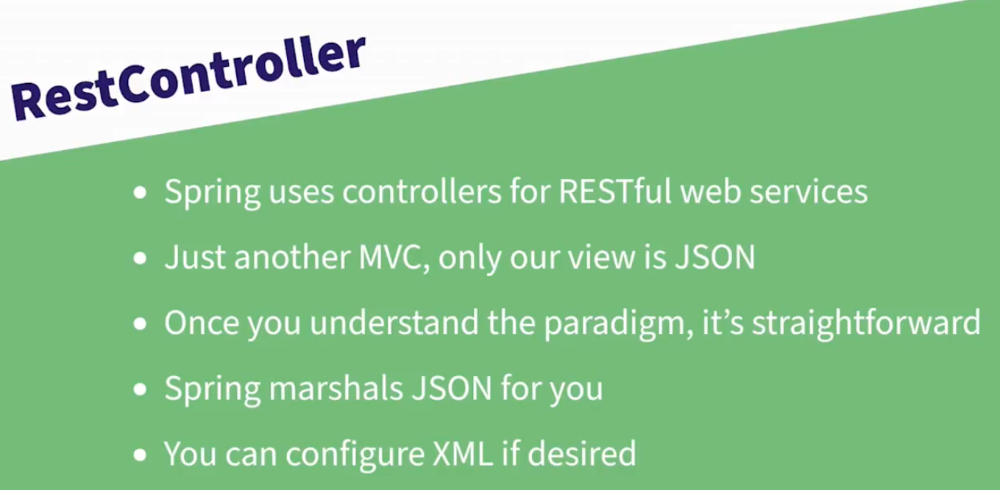 RestController
• Spring uses controllers for RESTful web services
• Just another MVC, only our view is JSON
• Once you understand the paradigm, it’s straightforward
• Spring marshals JSON for you
• You can configure XML if desired